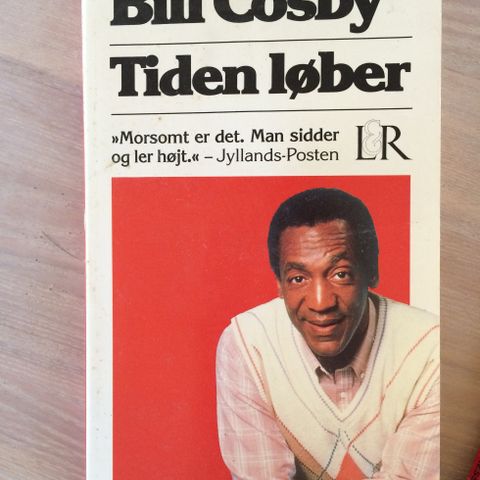 Bill Cosby
Tiden løber
»Morsomt er det. Man sidder
og ler højt.« – Jyllands-Posten
L&R